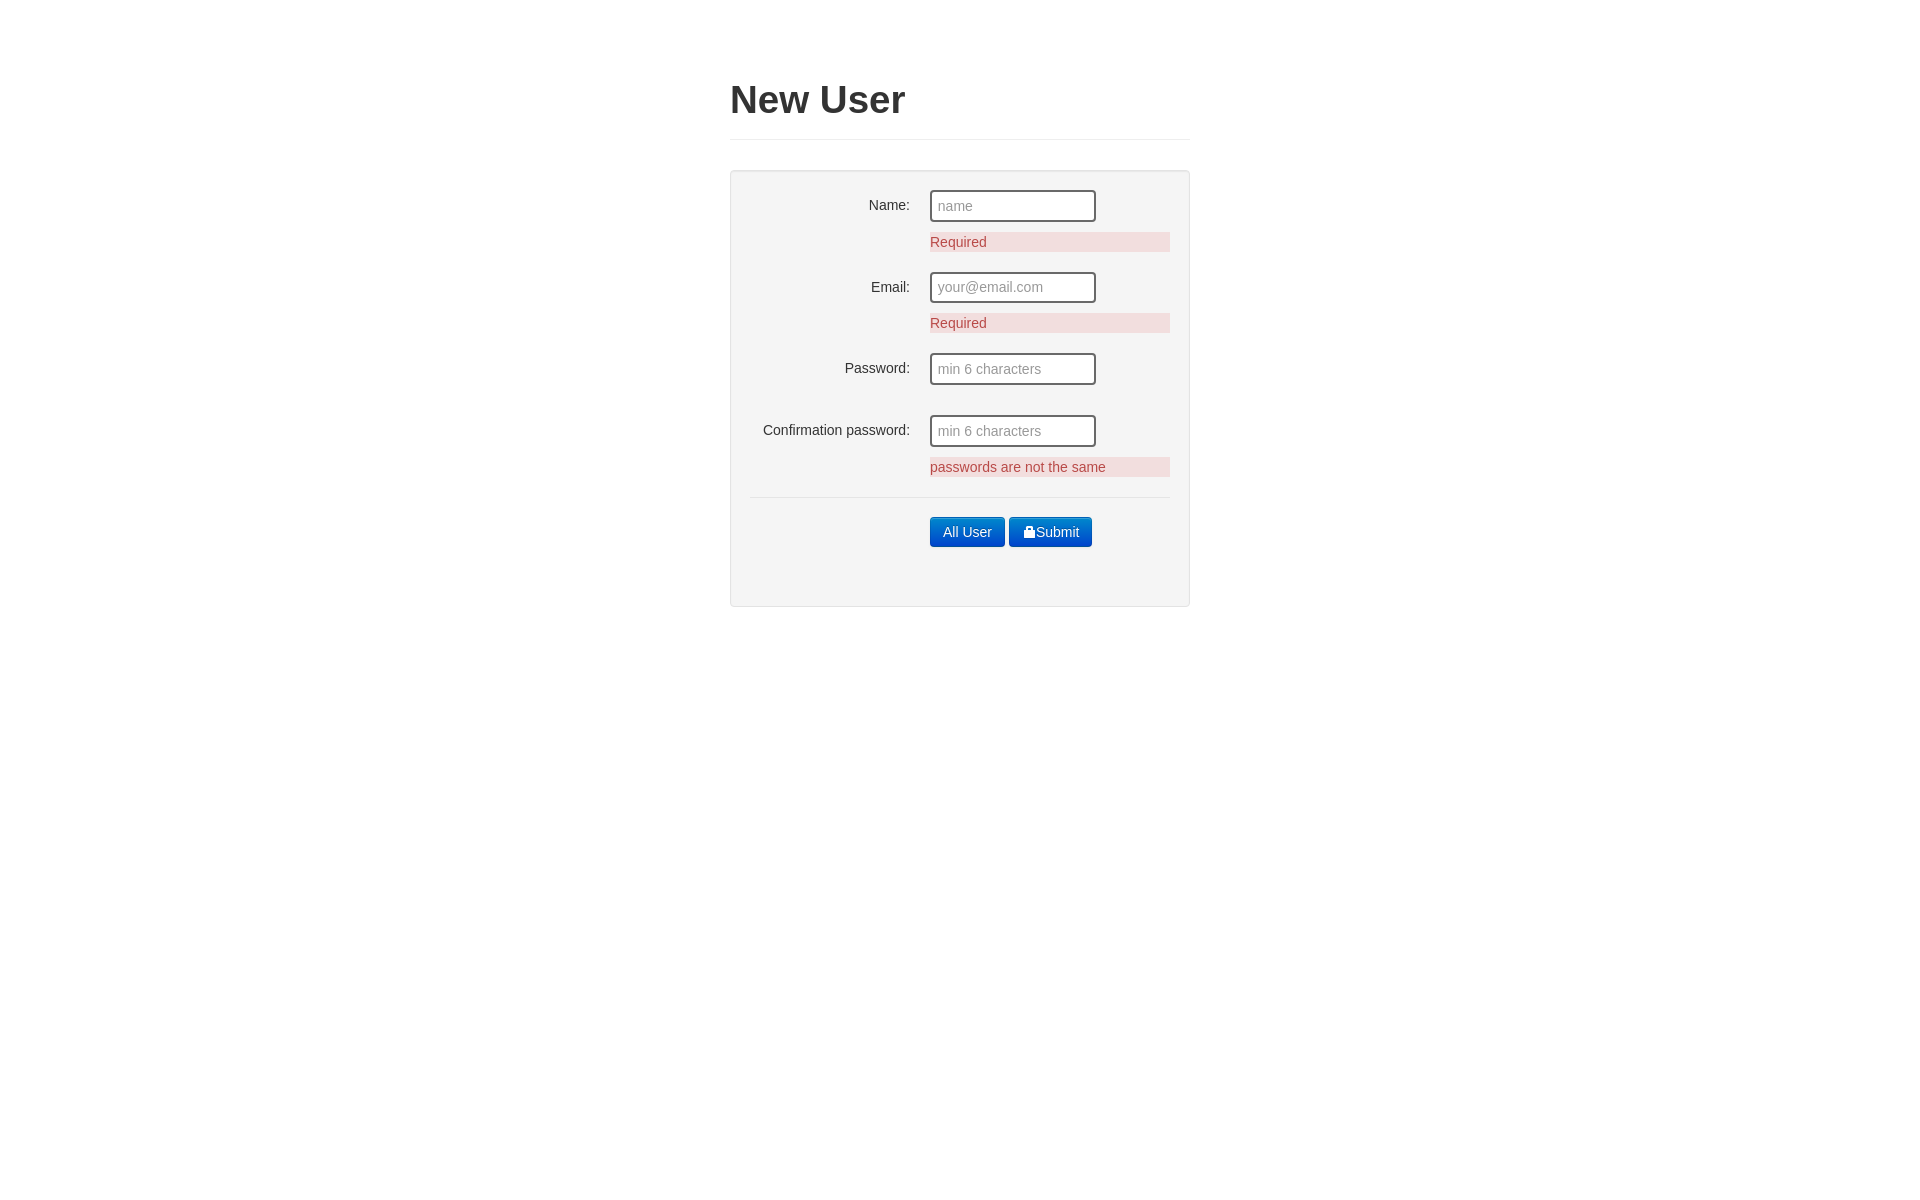 New User
Name:
name
Required
Email:
your@email.com
Required
Password:
min 6 characters
Confirmation password:
min 6 characters
passwords are not the same
All User
Submit